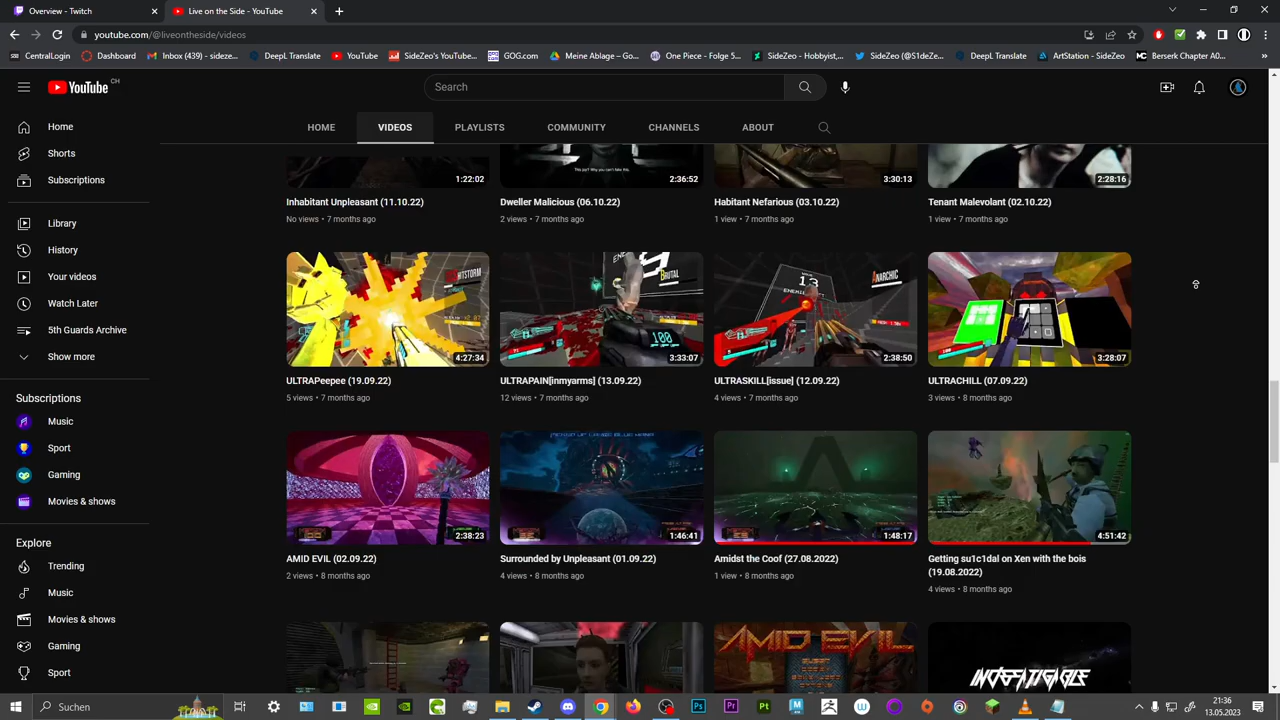 Overview - Twitch
Live on the Side - YouTube
youtube.com/@liveontheside/videos
CentralLogin
Dashboard
Inbox (439) - sideze...
DeepL Translate
YouTube
SideZeo's Youtube...
GOG.com
Meine Ablage – Go...
One Piece - Folge 5...
SideZeo - Hobbyist,...
SideZeo (@S1deZe...
DeepL Translate
ArtStation - SideZeo
Berserk Chapter A0...
YouTube CH
Search
HOME
VIDEOS
PLAYLISTS
COMMUNITY
CHANNELS
ABOUT
Home
Shorts
Subscriptions
Library
History
Your videos
Watch Later
5th Guards Archive
Show more
Subscriptions
Music
Sport
Gaming
Movies & shows
Explore
Trending
Music
Movies & shows
Gaming
Sport
1:22:02
This guy? Why you can't fake this.
2:36:52
3:30:13
2:28:16
Inhabitant Unpleasant (11.10.22)
Dweller Malicious (06.10.22)
Habitant Nefarious (03.10.22)
Tenant Malevolant (02.10.22)
No views • 7 months ago
2 views • 7 months ago
1 view • 7 months ago
1 view • 7 months ago
4:27:34
BRUTAL
3:33:07
13
ANARCHIC
2:38:50
3:28:07
ULTRAPeepee (19.09.22)
ULTRAPAIN[inmyarms] (13.09.22)
ULTRASKILL[issue] (12.09.22)
ULTRACHILL (07.09.22)
5 views • 7 months ago
12 views • 7 months ago
4 views • 7 months ago
3 views • 8 months ago
2:38:23
1:46:41
1:48:17
4:51:42
AMID EVIL (02.09.22)
Surrounded by Unpleasant (01.09.22)
Amidst the Coof (27.08.2022)
Getting su1c1dal on Xen with the bois
(19.08.2022)
2 views • 8 months ago
4 views • 8 months ago
1 view • 8 months ago
4 views • 8 months ago
AMID EVIL
INDEFATIGABLE
Suchen
21:36
13.05.2023